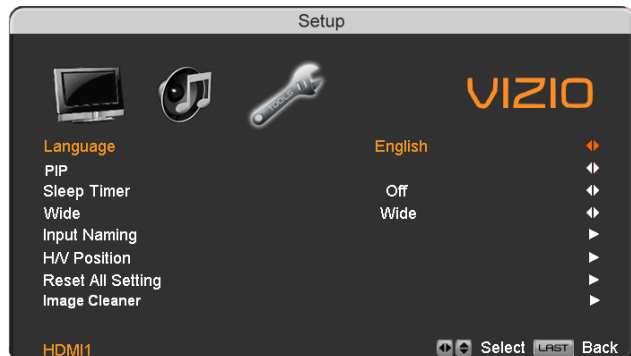 Setup
TOOLS
VIZIO
Language English
PIP
Sleep Timer Off
Wide Wide
Input Naming
H/V Position
Reset All Setting
Image Cleaner
HDMI1 Select LAST Back